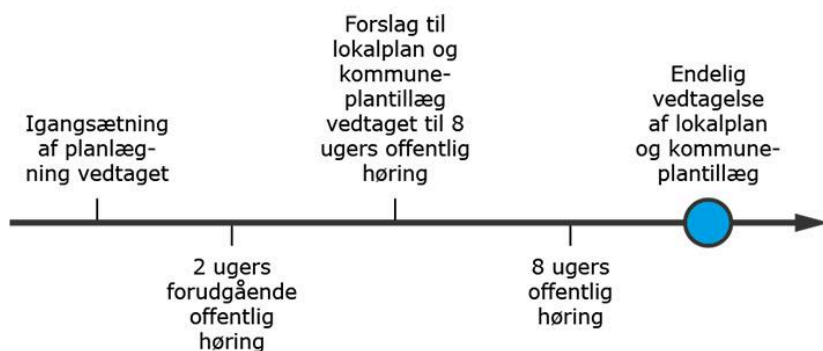 Igangsætning
af planlæg-
ning vedtaget
2 ugers
forudgående
offentlig
høring
Forslag til
lokalplan og
kommune-
plantillæg
vedtaget til 8
ugers offentlig
høring
8 ugers
offentlig
høring
Endelig
vedtagelse
af lokalplan
og kommune-
plantillæg